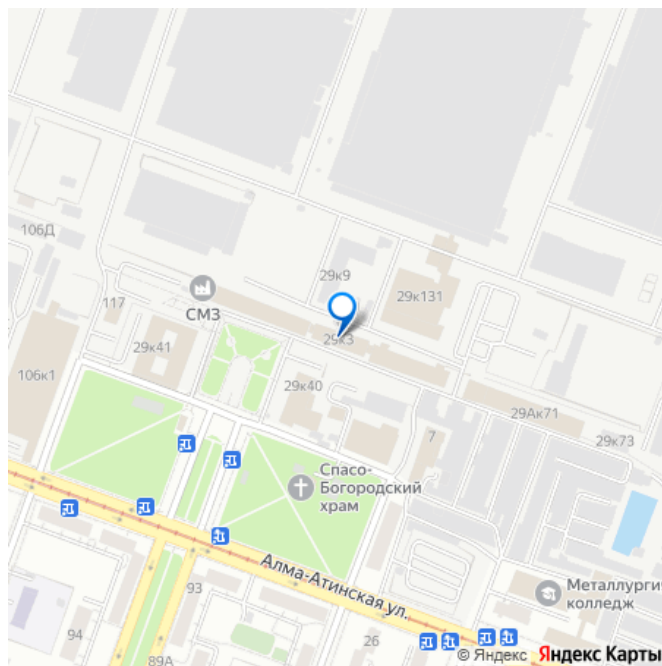 106Д
29к9
29к131
СМЗ
117
29к3
29к41
106к1
29к40
29Ак71
7
29к73
Спасо-
Богородский
храм
Алма-Атинская ул.
Металлургич
колледж
93
94
26
89А
© Яндекс Яндекс Карты